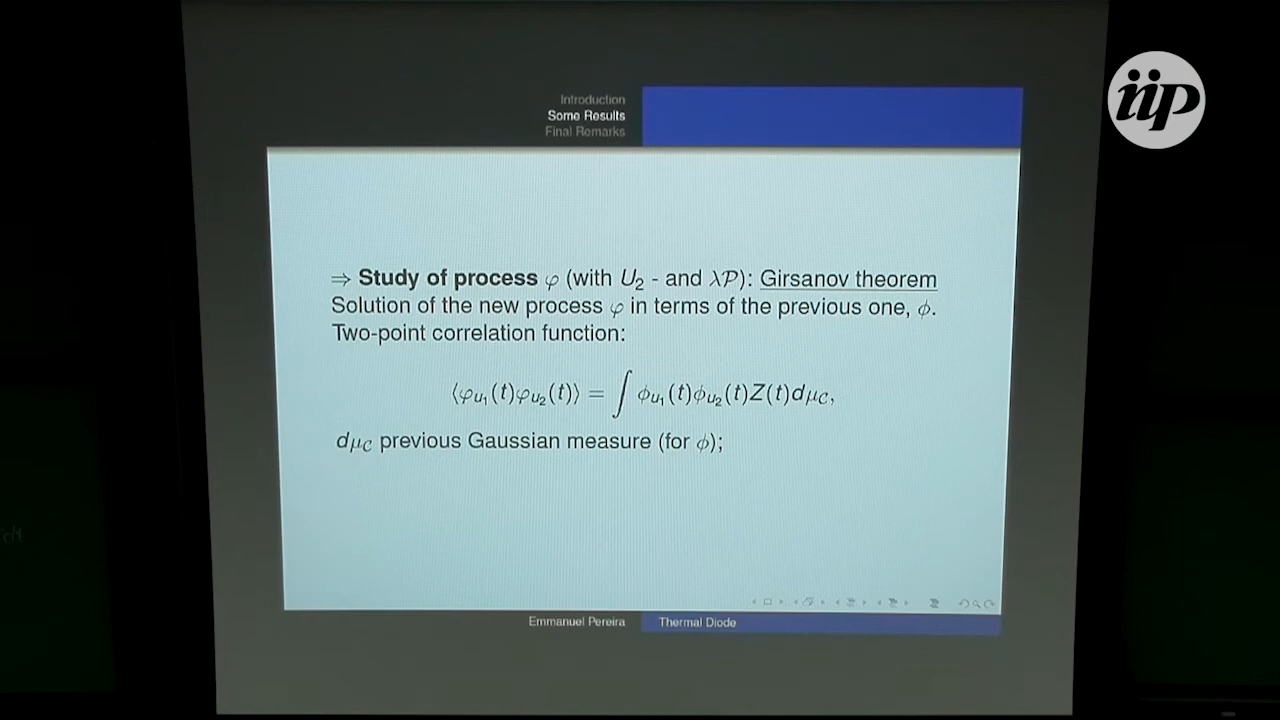 iip
Introduction
Some Results
Final Remarks
⇒ Study of process φ (with U₂ - and λ𝒫): Girsanov theorem
Solution of the new process φ in terms of the previous one, ϕ.
Two-point correlation function:
⟨φ_{u₁}(t)φ_{u₂}(t)⟩ = ∫ ϕ_{u₁}(t)ϕ_{u₂}(t)Z(t)dμ_𝒞,
dμ_𝒞 previous Gaussian measure (for ϕ);
Emmanuel Pereira Thermal Diode